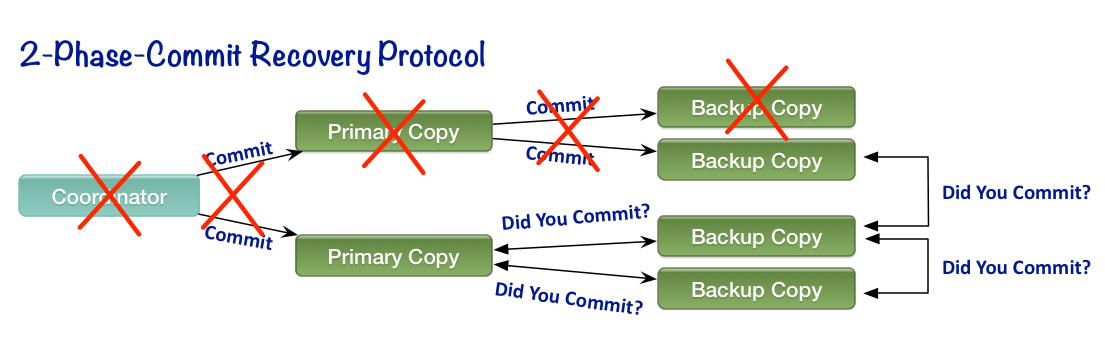 2-Phase-Commit Recovery Protocol
Coordinator
Commit
Commit
Primary Copy
Primary Copy
Commit
Commit
Backup Copy
Backup Copy
Did You Commit?
Did You Commit?
Backup Copy
Backup Copy
Did You Commit?
Did You Commit?